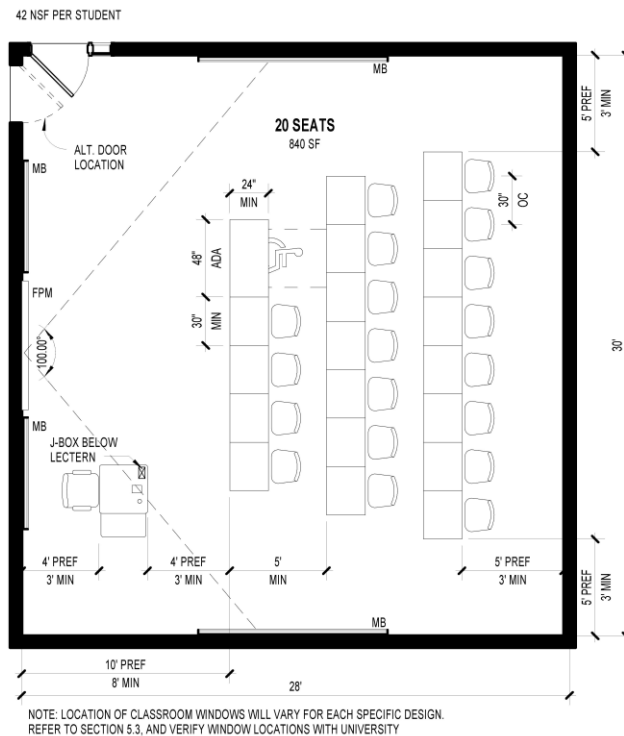 42 NSF PER STUDENT
MB
5' PREF
3' MIN
20 SEATS
840 SF
ALT. DOOR
LOCATION
MB
24"
MIN
30"
OC
48"
ADA
FPM
30"
MIN
100.00°
30'
MB
J-BOX BELOW
LECTERN
4' PREF
3' MIN
4' PREF
3' MIN
5'
MIN
5' PREF
3' MIN
5' PREF
3' MIN
MB
10' PREF
8' MIN
28'
NOTE: LOCATION OF CLASSROOM WINDOWS WILL VARY FOR EACH SPECIFIC DESIGN.
REFER TO SECTION 5.3, AND VERIFY WINDOW LOCATIONS WITH UNIVERSITY